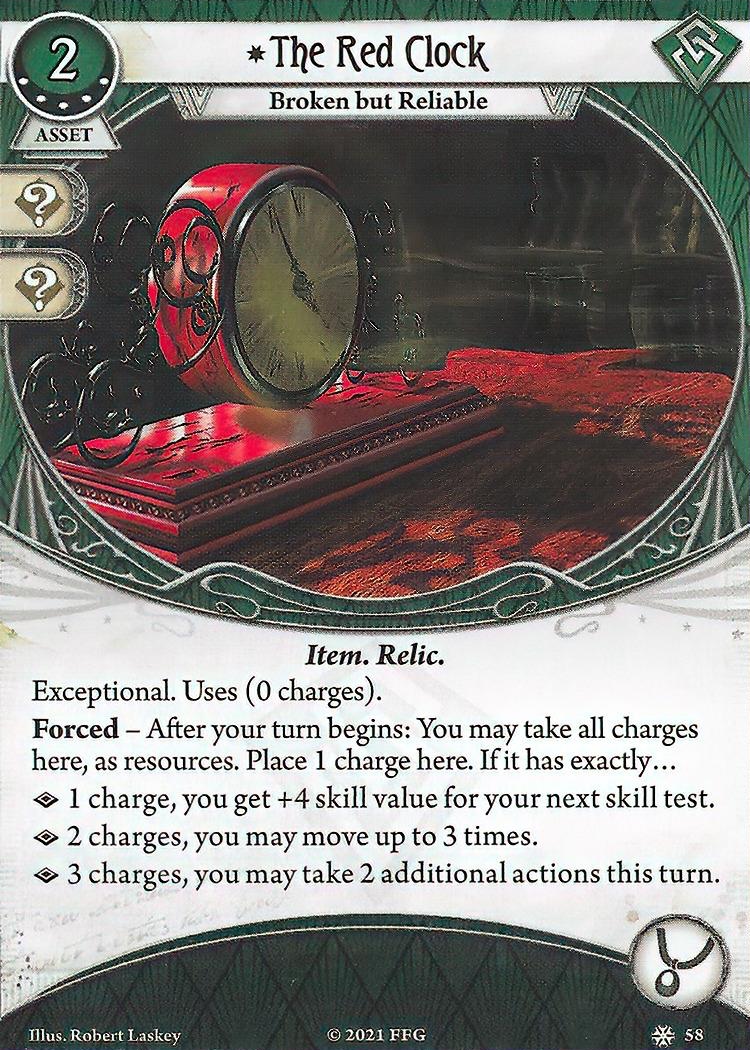 2
✷The Red Clock
Broken but Reliable
ASSET
?
?
Item. Relic.
Exceptional. Uses (0 charges).
Forced – After your turn begins: You may take all charges
here, as resources. Place 1 charge here. If it has exactly…
1 charge, you get +4 skill value for your next skill test.
2 charges, you may move up to 3 times.
3 charges, you may take 2 additional actions this turn.
Illus. Robert Laskey
© 2021 FFG
58